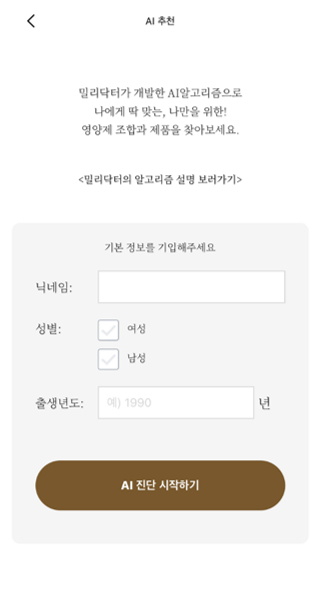 AI 추천
밀리닥터가 개발한 AI알고리즘으로
나에게 딱 맞는, 나만을 위한!
영양제 조합과 제품을 찾아보세요.
<밀리닥터의 알고리즘 설명 보러가기>
기본 정보를 기입해주세요
닉네임:
성별:
여성
남성
출생년도:
예) 1990
년
AI 진단 시작하기